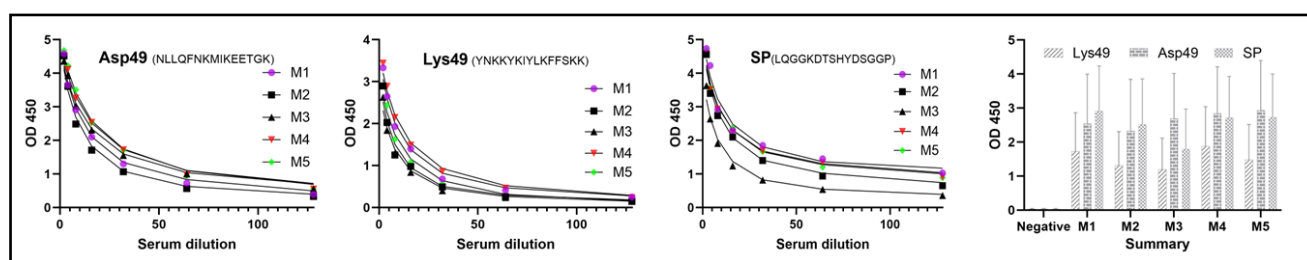 Asp49 (NLLQFNKMIKEETGK)
OD 450
5
4
3
2
1
0
0
50
100
Serum dilution
M1
M2
M3
M4
M5
Lys49 (YNKKYKIYLKFFSKK)
OD 450
4
3
2
1
0
0
50
100
Serum dilution
M1
M2
M3
M4
M5
SP(LQGGKDTSHYDSGGP)
OD 450
5
4
3
2
1
0
0
50
100
Serum dilution
M1
M2
M3
M4
M5
Lys49
Asp49
SP
OD 450
5
4
3
2
1
0
Negative M1 M2 M3 M4 M5
Summary